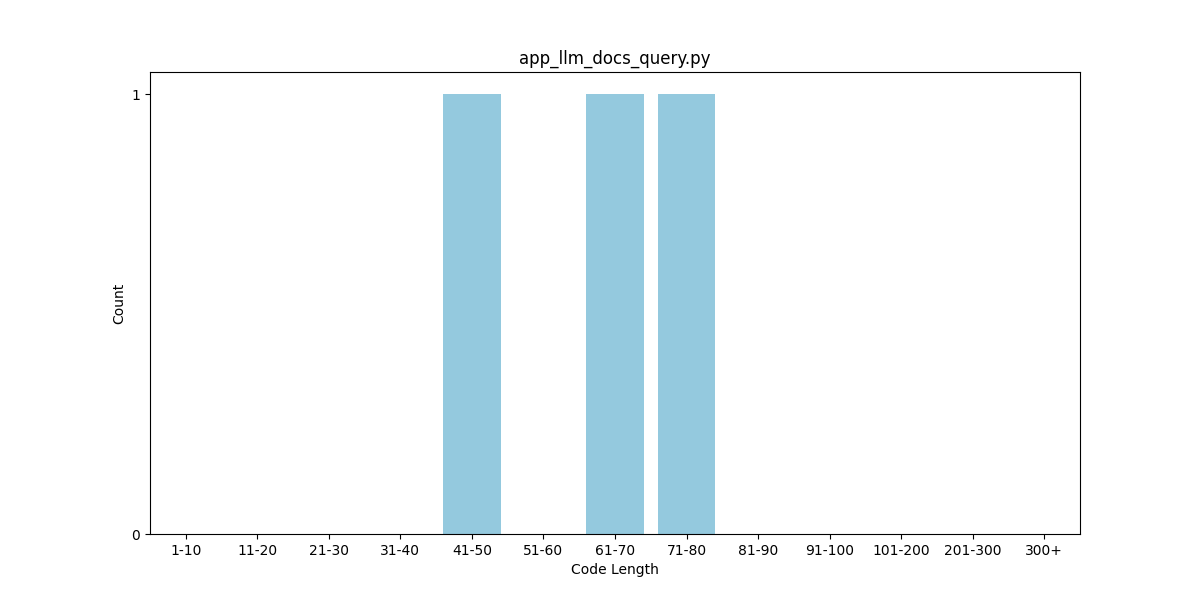 app_llm_docs_query.py
Count
1
0
1-10 11-20 21-30 31-40 41-50 51-60 61-70 71-80 81-90 91-100 101-200 201-300 300+
Code Length